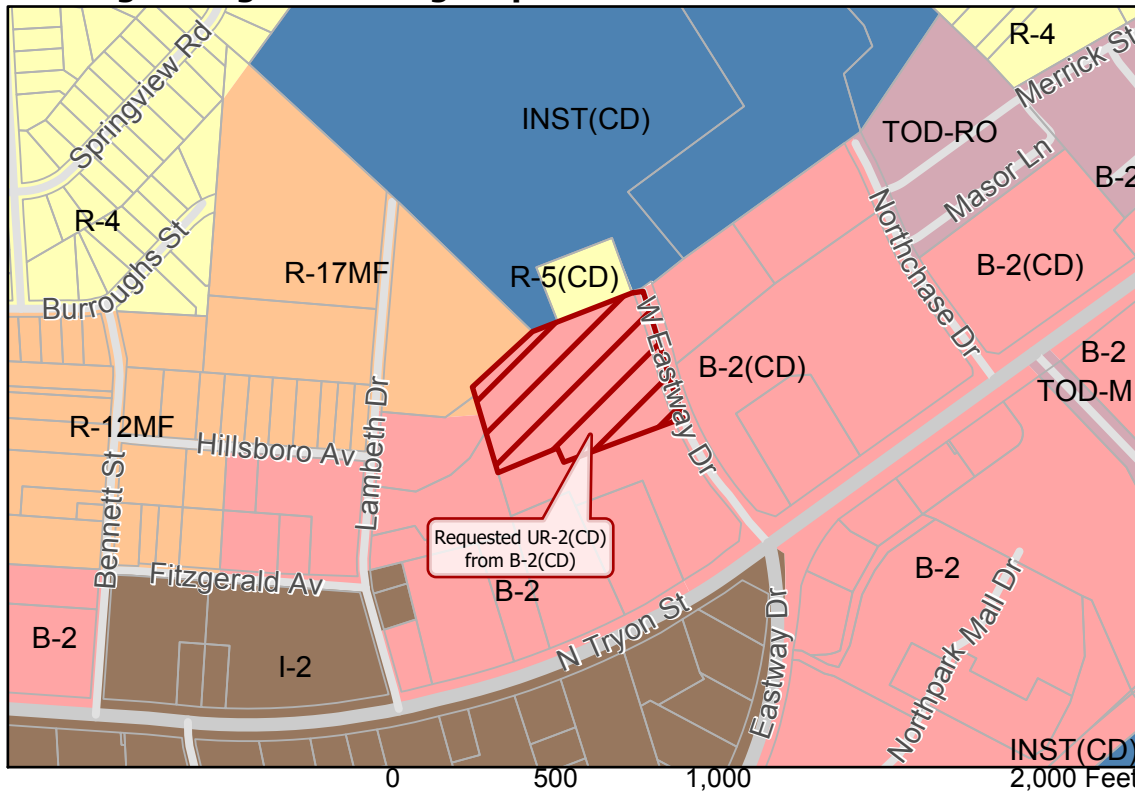 R-4
Springview Rd
INST(CD)
Merrick St
TOD-RO
Masor Ln
B-2
R-4
Burroughs St
R-17MF
R-5(CD)
Northchase Dr
B-2(CD)
W Eastway Dr
B-2(CD)
B-2
TOD-M
R-12MF
Hillsboro Av
Lambeth Dr
Bennett St
Requested UR-2(CD)
from B-2(CD)
Fitzgerald Av
B-2
B-2
B-2
N Tryon St
I-2
Eastway Dr
Northpark Mall Dr
INST(CD)
0 500 1,000 2,000 Feet